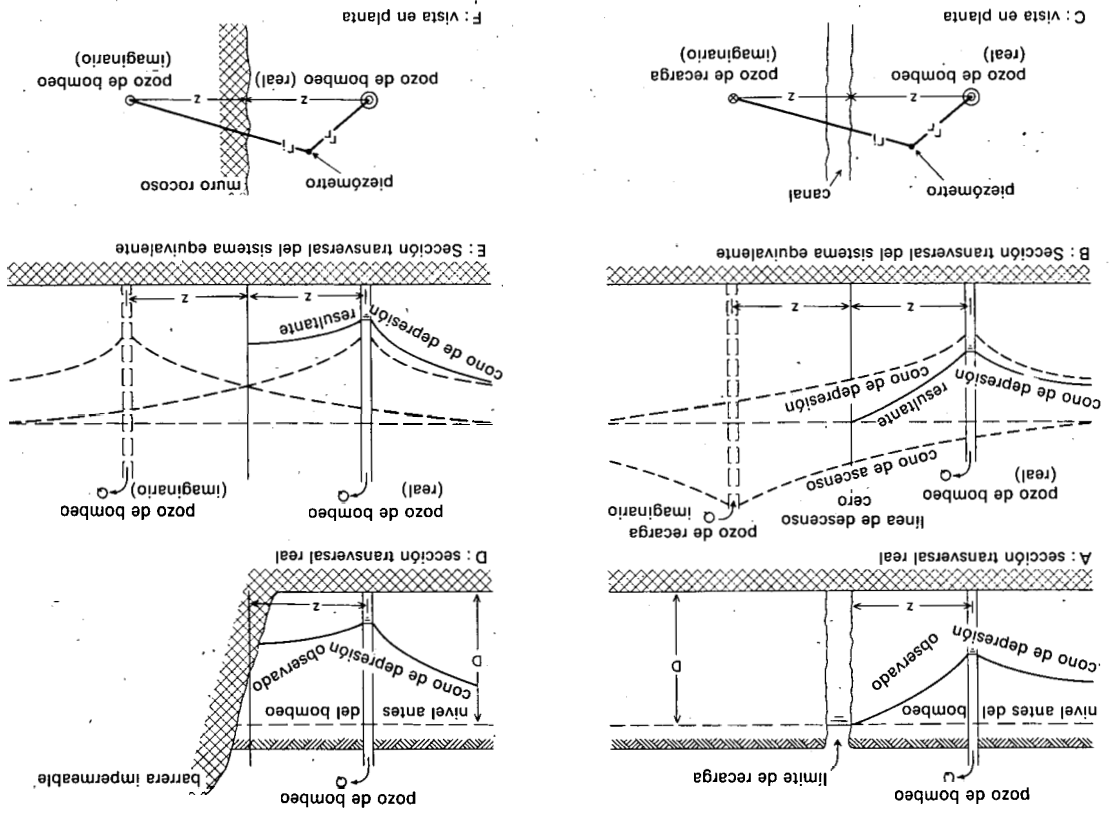 pozo de bombeo
límite de recarga
nivel antes del bombeo
cono de depresión
observado
D
z
A : sección transversal real
pozo de bombeo
Q
barrera impermeable
nivel antes del bombeo
cono de depresión observado
D
z
D : sección transversal real
pozo de bombeo
(real)
Q
línea de descenso
cero
pozo de recarga
imaginario
Q
cono de ascenso
cono de depresión
resultante
cono de depresión
z
z
B : Sección transversal del sistema equivalente
pozo de bombeo
(real)
Q
pozo de bombeo
(imaginario)
Q
cono de depresión
resultante
z
z
E : Sección transversal del sistema equivalente
piezómetro
canal
rr
ri
z
z
pozo de bombeo
(real)
pozo de recarga
(imaginario)
C : vista en planta
piezómetro
muro rocoso
rr
ri
z
z
pozo de bombeo (real)
pozo de bombeo
(imaginario)
F : vista en planta